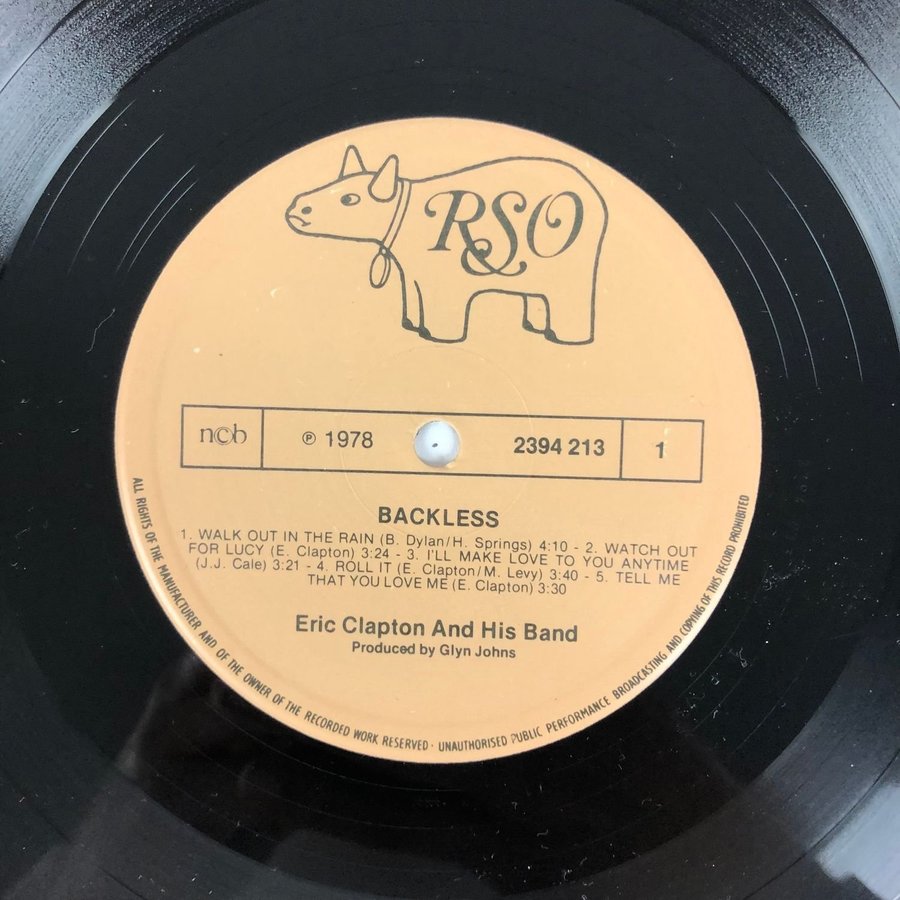 RSO
ncb
℗ 1978
2394 213
1
BACKLESS
1. WALK OUT IN THE RAIN (B. Dylan/H. Springs) 4:10 - 2. WATCH OUT
FOR LUCY (E. Clapton) 3:24 - 3. I'LL MAKE LOVE TO YOU ANYTIME
(J.J. Cale) 3:21 - 4. ROLL IT (E. Clapton/M. Levy) 3:40 - 5. TELL ME
THAT YOU LOVE ME (E. Clapton) 3:30
Eric Clapton And His Band
Produced by Glyn Johns
ALL RIGHTS OF THE MANUFACTURER AND OF THE OWNER OF THE RECORDED WORK RESERVED · UNAUTHORISED PUBLIC PERFORMANCE BROADCASTING AND COPYING OF THIS RECORD PROHIBITED